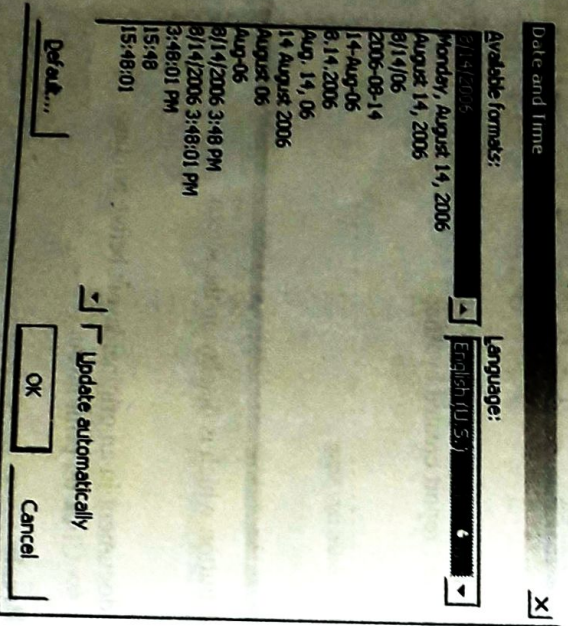 Date and Time
X
Available formats:
Language:
8/14/2006
English (U.S.)
Monday, August 14, 2006
August 14, 2006
8/14/06
2006-08-14
14-Aug-06
8.14.2006
Aug. 14, 06
14 August 2006
August 06
Aug-06
8/14/2006 3:48 PM
8/14/2006 3:48:01 PM
3:48:01 PM
15:48
15:48:01
Update automatically
Default...
OK
Cancel